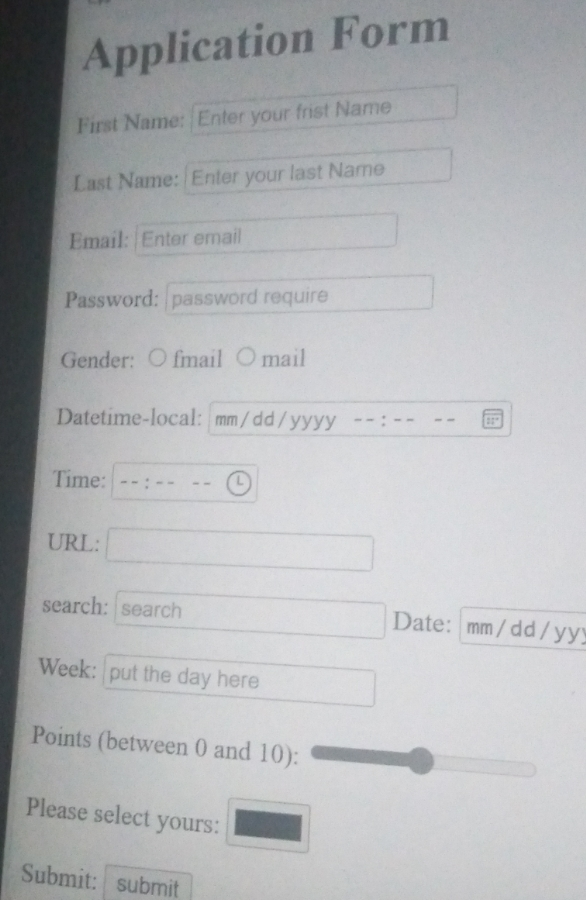 Application Form
First Name: Enter your frist Name
Last Name: Enter your last Name
Email: Enter email
Password: password require
Gender: fmail mail
Datetime-local: mm/dd/yyyy --:-- --
Time: --:-- --
URL:
search: search Date: mm/dd/yyy
Week: put the day here
Points (between 0 and 10):
Please select yours:
Submit: submit